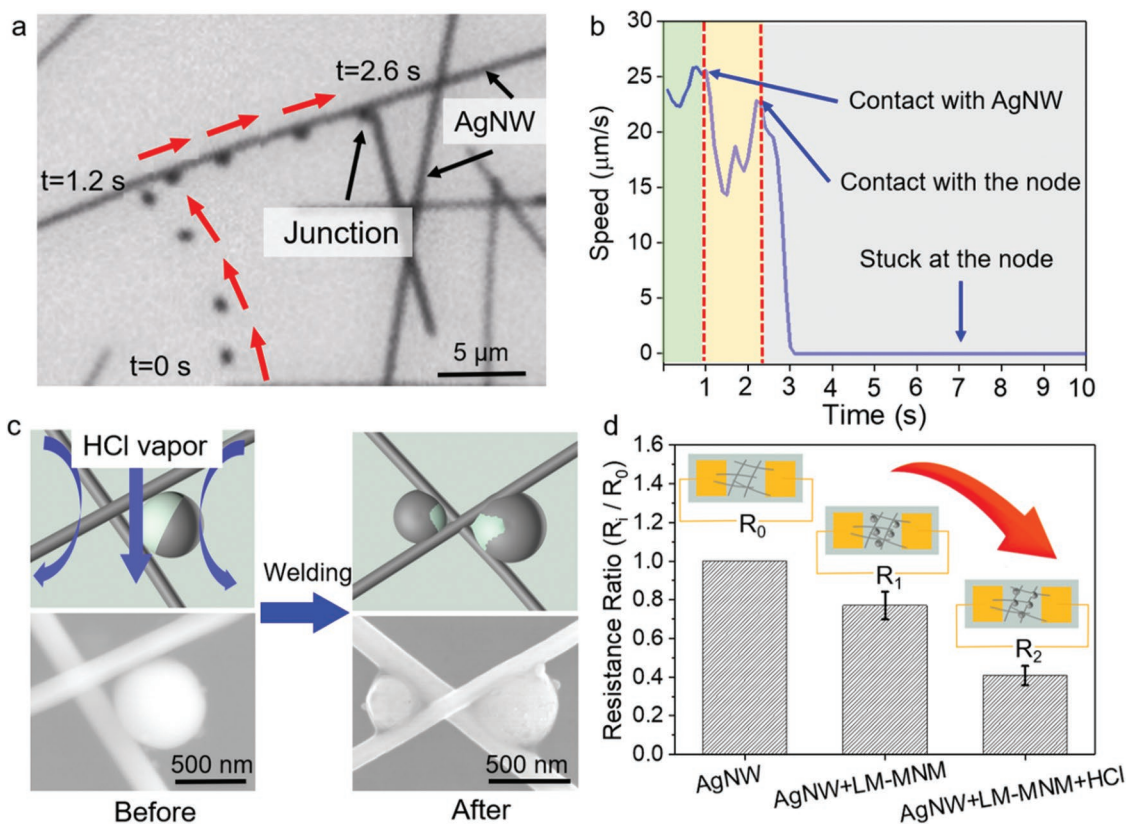 a
t=2.6 s
AgNW
t=1.2 s
Junction
t=0 s
5 μm
b
30
25
20
15
10
5
0
Speed (μm/s)
Contact with AgNW
Contact with the node
Stuck at the node
1 2 3 4 5 6 7 8 9 10
Time (s)
c
HCl vapor
Welding
500 nm
500 nm
Before
After
d
1.6
1.4
1.2
1.0
0.8
0.6
0.4
0.2
0.0
Resistance Ratio (Ri / R0)
R0
R1
R2
AgNW
AgNW+LM-MNM
AgNW+LM-MNM+HCl